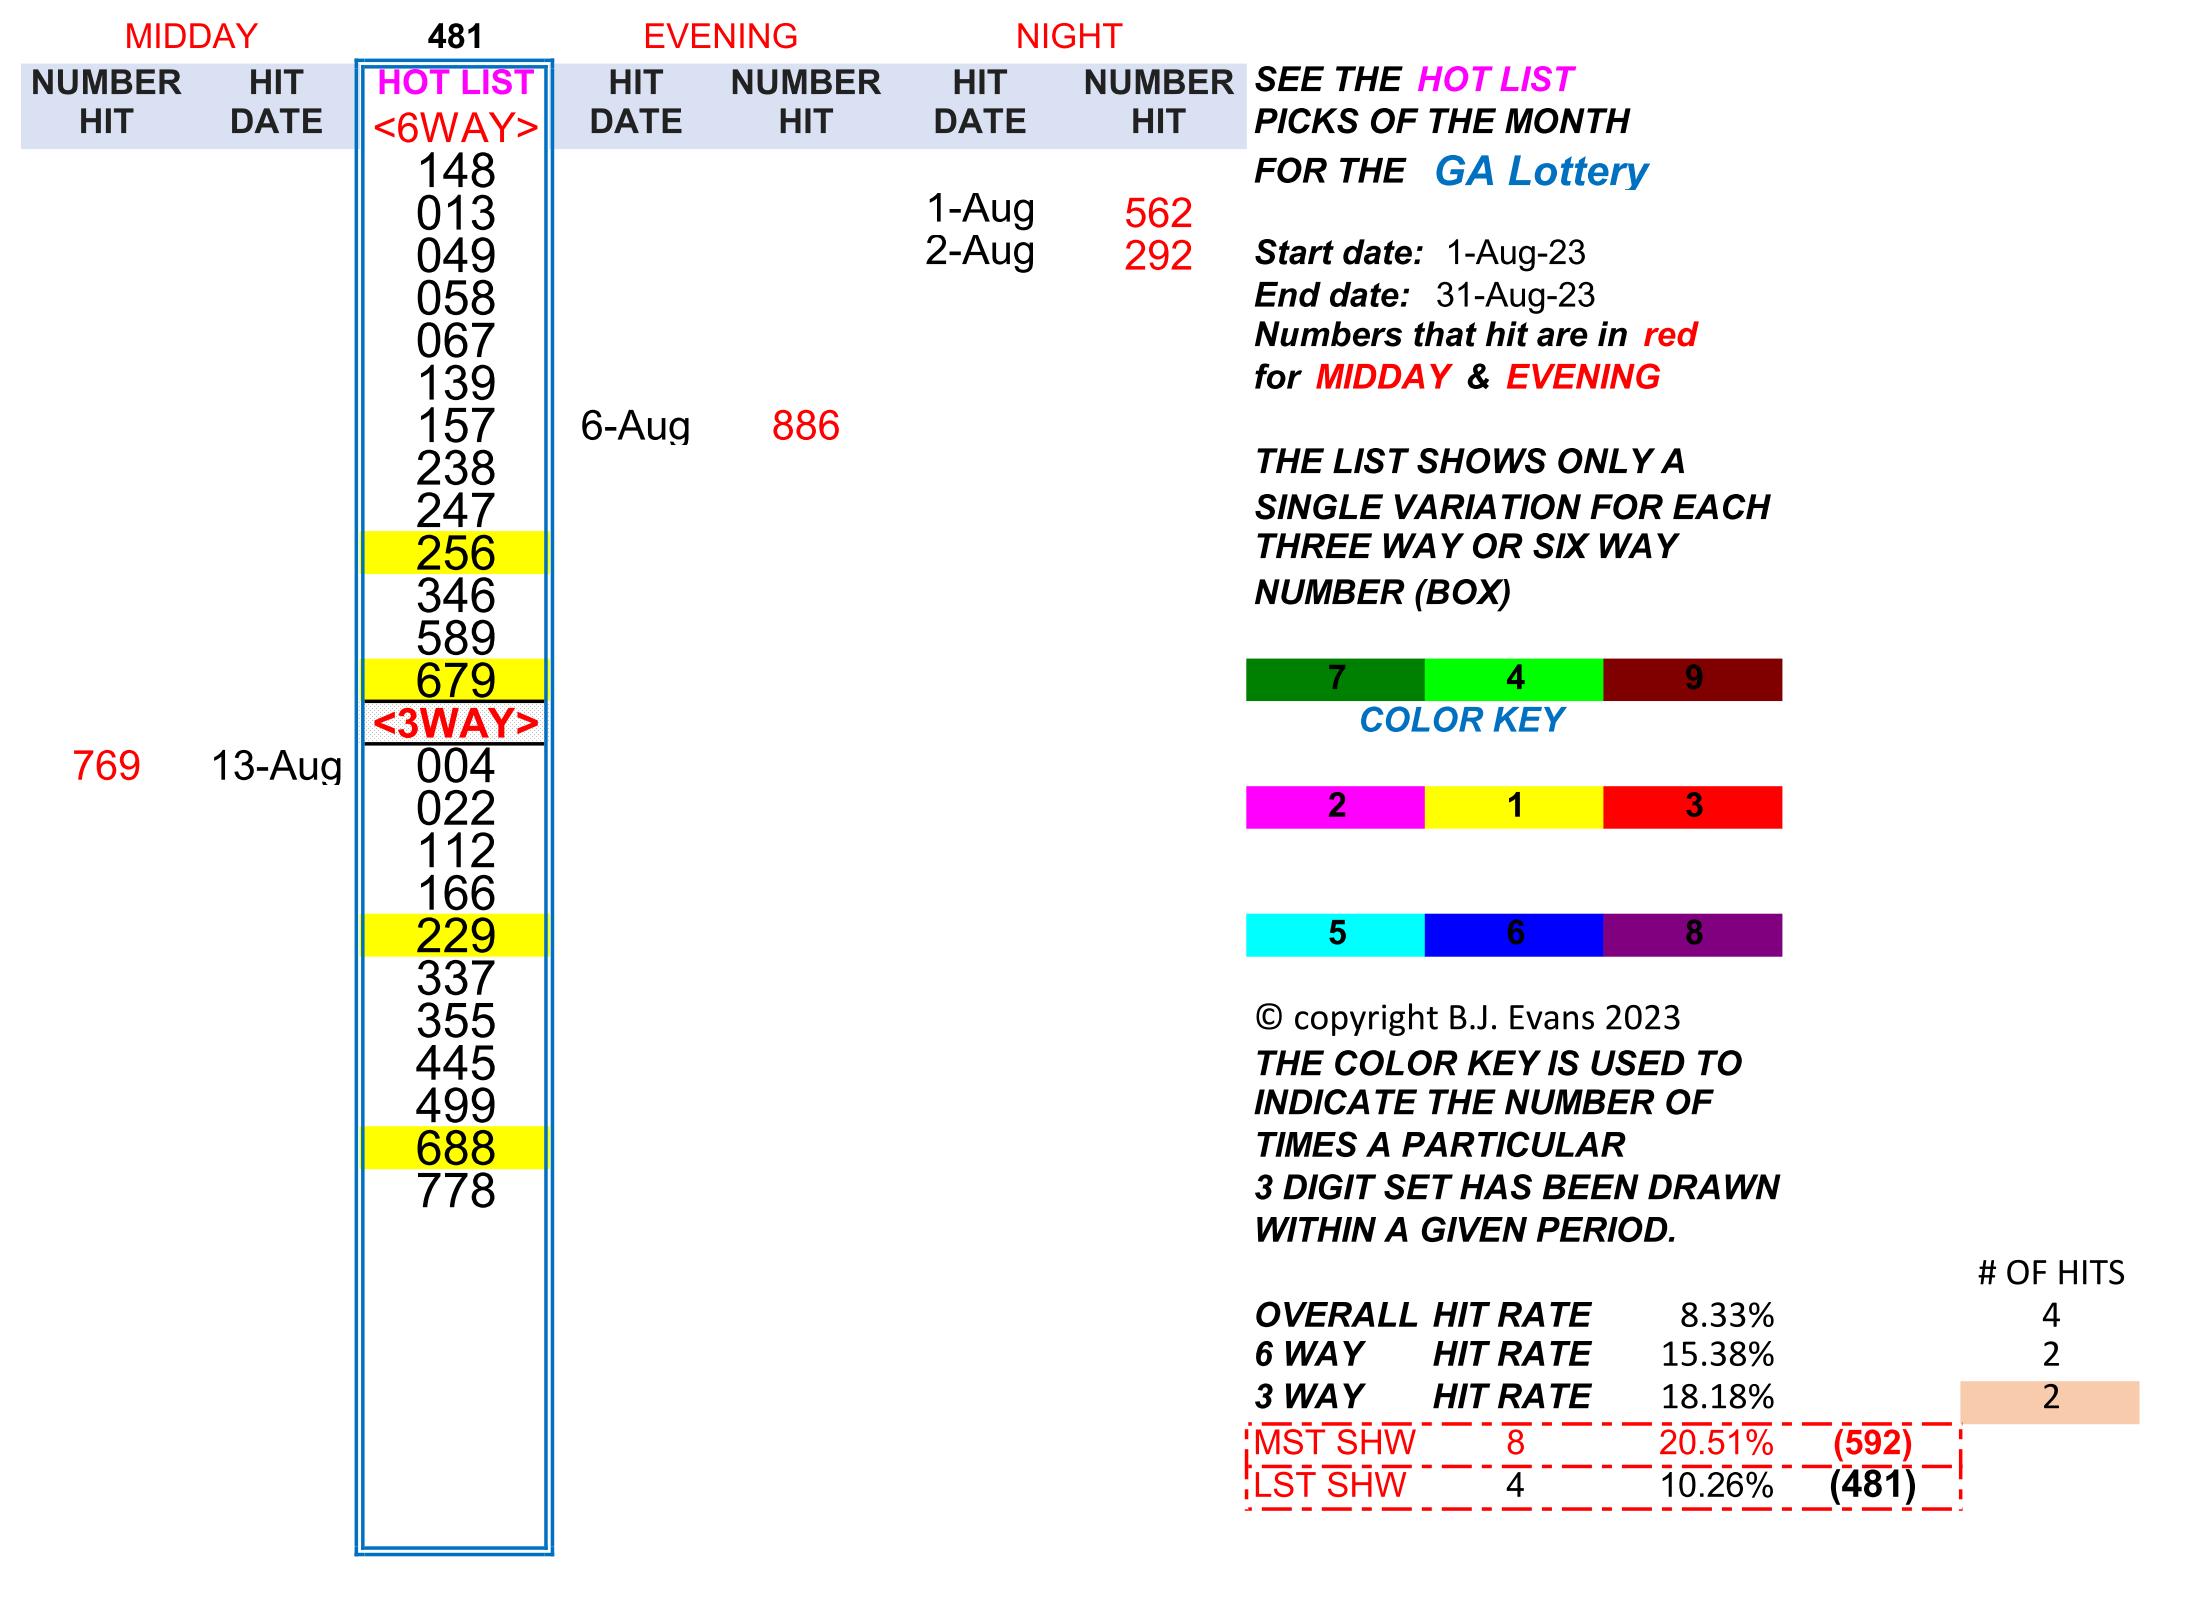 MIDDAY 481 EVENING NIGHT
NUMBER HIT HOT LIST HIT NUMBER HIT NUMBER SEE THE HOT LIST
HIT DATE <6WAY> DATE HIT DATE HIT PICKS OF THE MONTH
148 FOR THE GA Lottery
013 1-Aug 562
049 2-Aug 292 Start date: 1-Aug-23
058 End date: 31-Aug-23
067 Numbers that hit are in red
139 for MIDDAY & EVENING
157 6-Aug 886
238 THE LIST SHOWS ONLY A
247 SINGLE VARIATION FOR EACH
256 THREE WAY OR SIX WAY
346 NUMBER (BOX)
589
679 7 4 9
<3WAY> COLOR KEY
769 13-Aug 004
022 2 1 3
112
166
229 5 6 8
337
355 © copyright B.J. Evans 2023
445 THE COLOR KEY IS USED TO
499 INDICATE THE NUMBER OF
688 TIMES A PARTICULAR
778 3 DIGIT SET HAS BEEN DRAWN
WITHIN A GIVEN PERIOD.
# OF HITS
OVERALL HIT RATE 8.33% 4
6 WAY HIT RATE 15.38% 2
3 WAY HIT RATE 18.18% 2
MST SHW 8 20.51% (592)
LST SHW 4 10.26% (481)